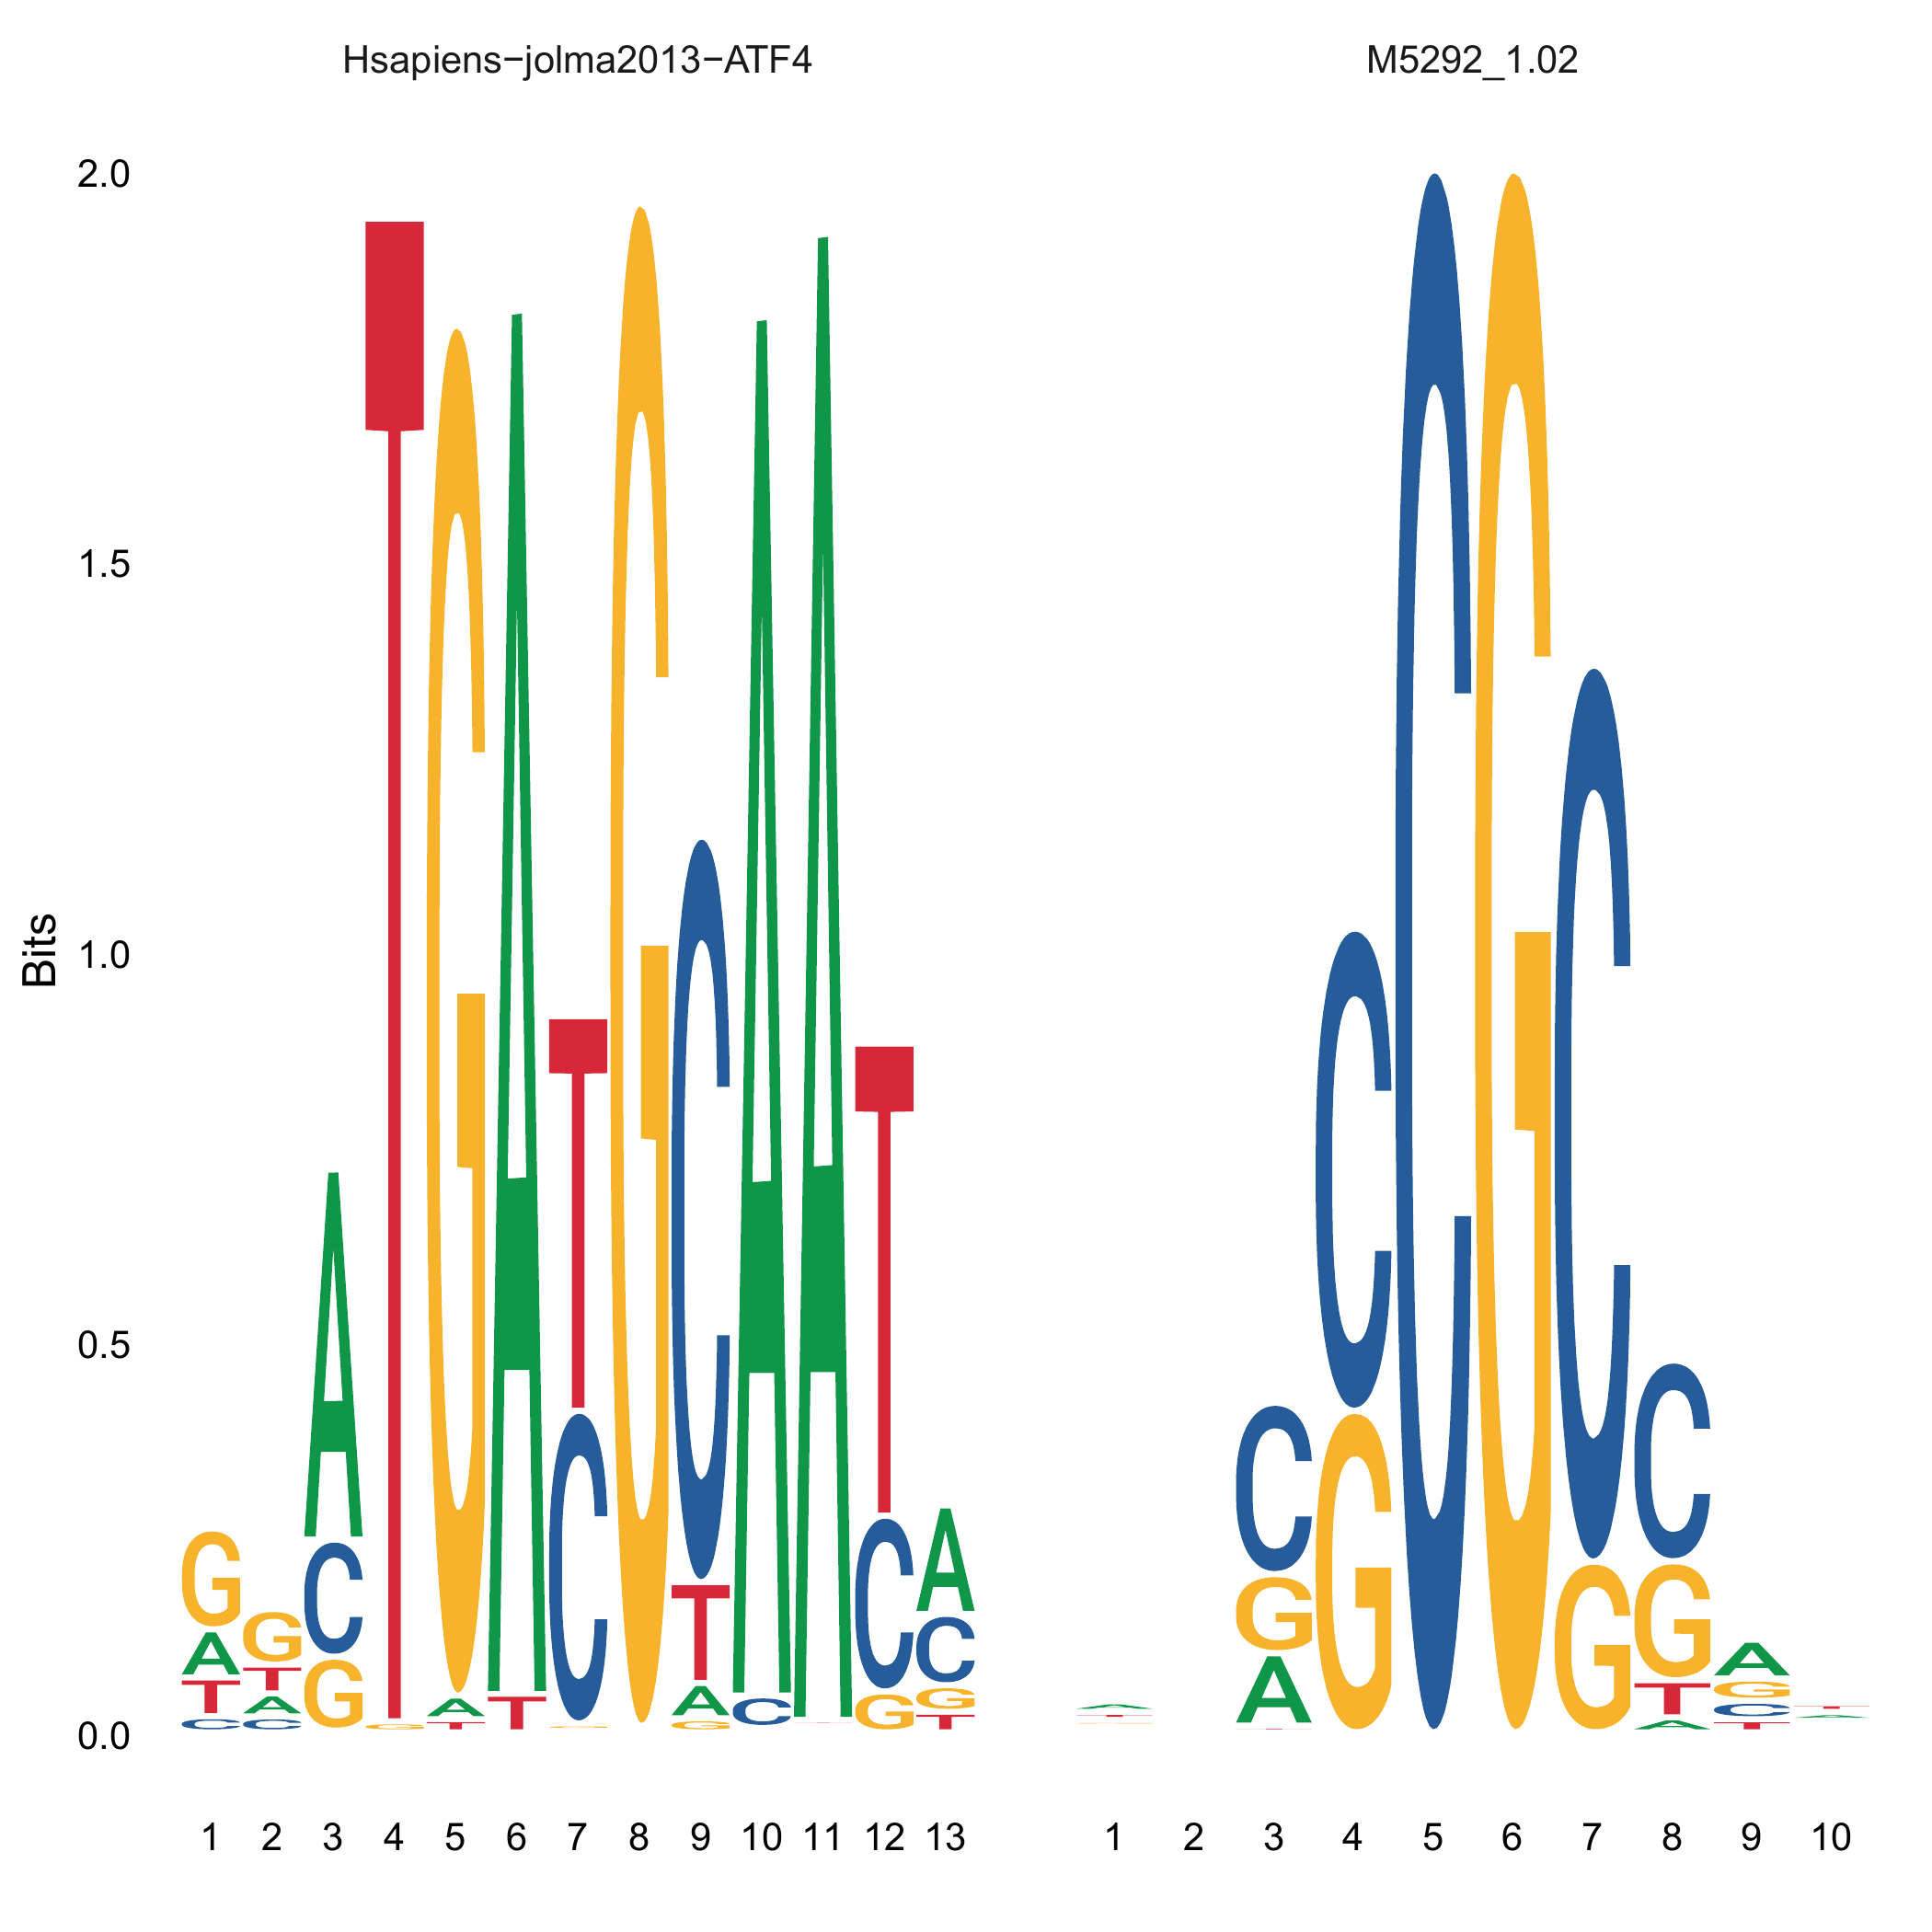 Hsapiens−jolma2013−ATF4 M5292_1.02
2.0
1.5
1.0
0.5
0.0
Bits
G A T C
G T A C
A C G
T G
G A T
A T
T C G
G
C T A G
A C
A
T C G
A C G T
C G A
C G
C
G
C G
C G T A
A G C T
1 2 3 4 5 6 7 8 9 10 11 12 13 1 2 3 4 5 6 7 8 9 10